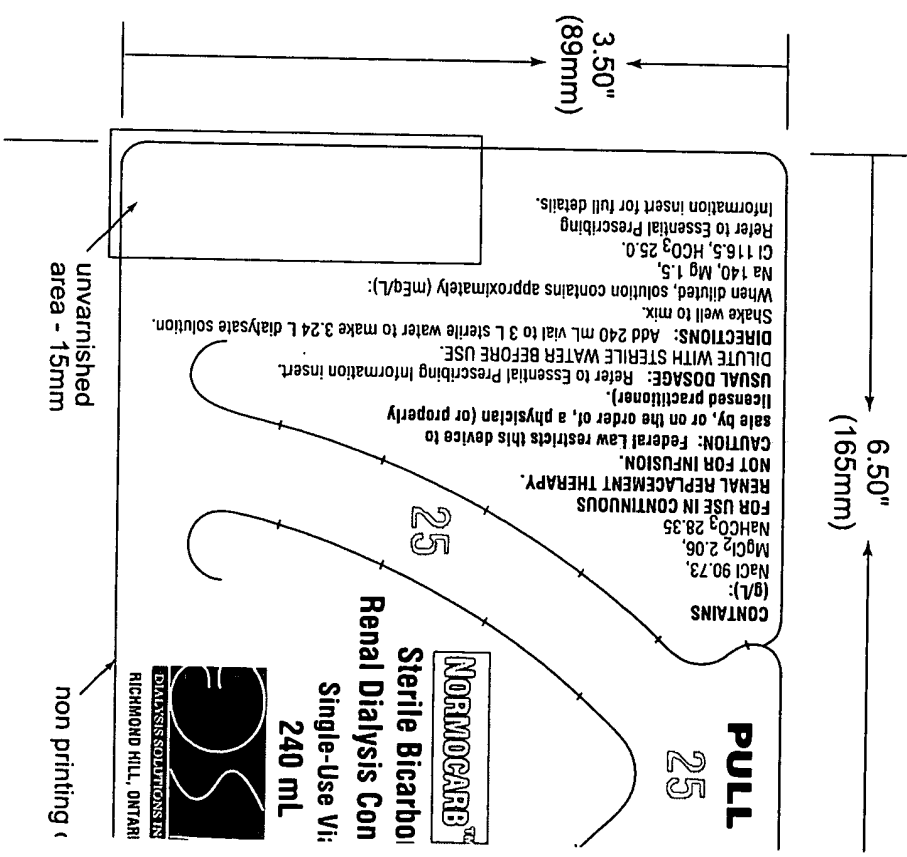 3.50"
(89mm)
6.50"
(165mm)
unvarnished
area - 15mm
non printing
CONTAINS
(g/L):
NaCl 90.73,
MgCl2 2.06,
NaHCO3 28.35
FOR USE IN CONTINUOUS
RENAL REPLACEMENT THERAPY.
NOT FOR INFUSION.
CAUTION: Federal Law restricts this device to
sale by, or on the order of, a physician (or properly
licensed practitioner).
USUAL DOSAGE: Refer to Essential Prescribing Information insert.
DILUTE WITH STERILE WATER BEFORE USE.
DIRECTIONS: Add 240 mL vial to 3 L sterile water to make 3.24 L dialysate solution.
Shake well to mix.
When diluted, solution contains approximately (mEq/L):
Na 140, Mg 1.5,
Cl 116.5, HCO3 25.0.
Refer to Essential Prescribing
Information insert for full details.
25
PULL
25
NORMOCARB™
Sterile Bicarbo
Renal Dialysis Con
Single-Use Vi
240 mL
DIALYSIS SOLUTIONS IN
RICHMOND HILL, ONTARI